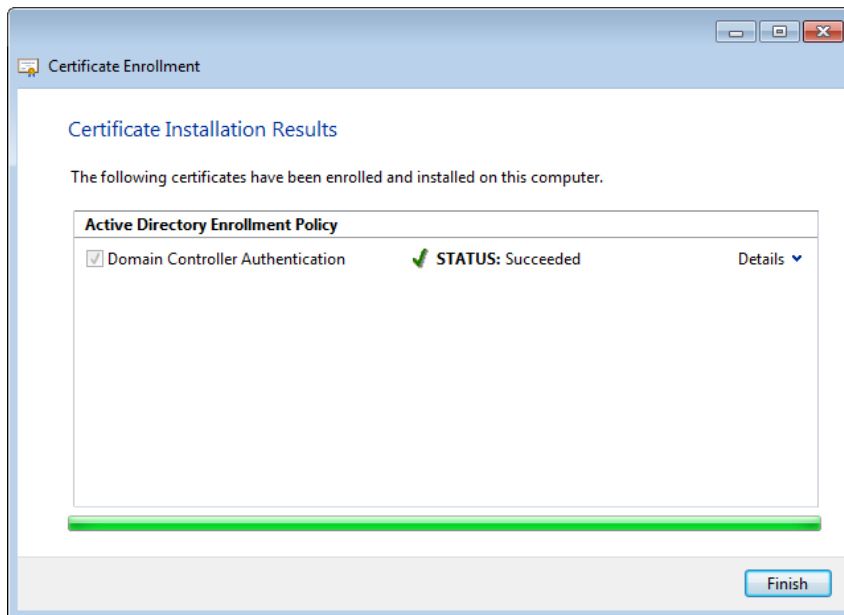 Certificate Enrollment
Certificate Installation Results
The following certificates have been enrolled and installed on this computer.
Active Directory Enrollment Policy
Domain Controller Authentication STATUS: Succeeded Details
Finish